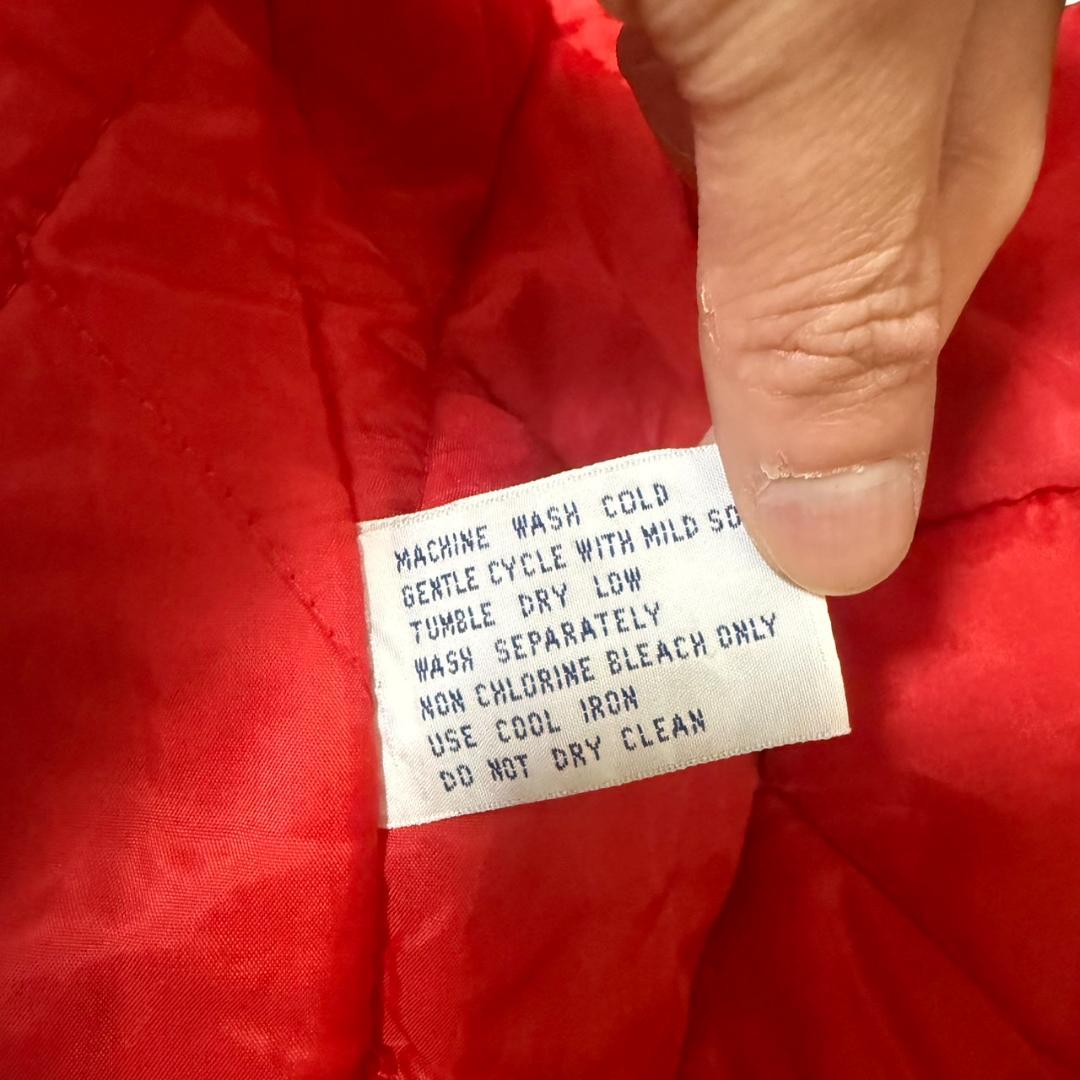 MACHINE WASH COLD
GENTLE CYCLE WITH MILD
TUMBLE DRY LOW
WASH SEPARATELY
NON CHLORINE BLEACH ONLY
USE COOL IRON
DO NOT DRY CLEAN